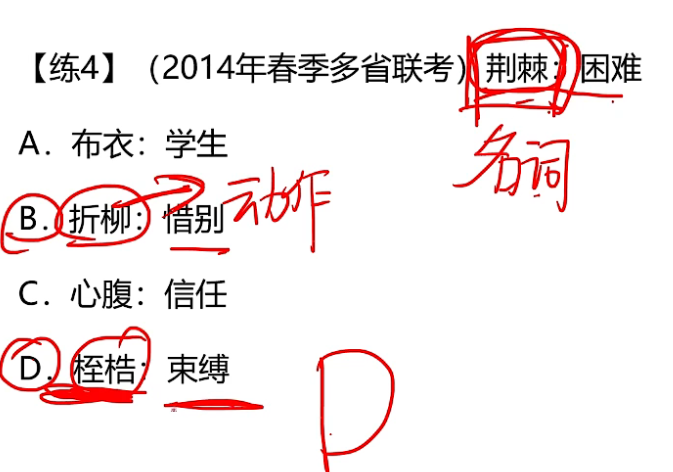 【练4】（2014年春季多省联考）荆棘：困难
名词
A．布衣：学生
B．折柳：惜别 动作
C．心腹：信任
D．桎梏：束缚
D